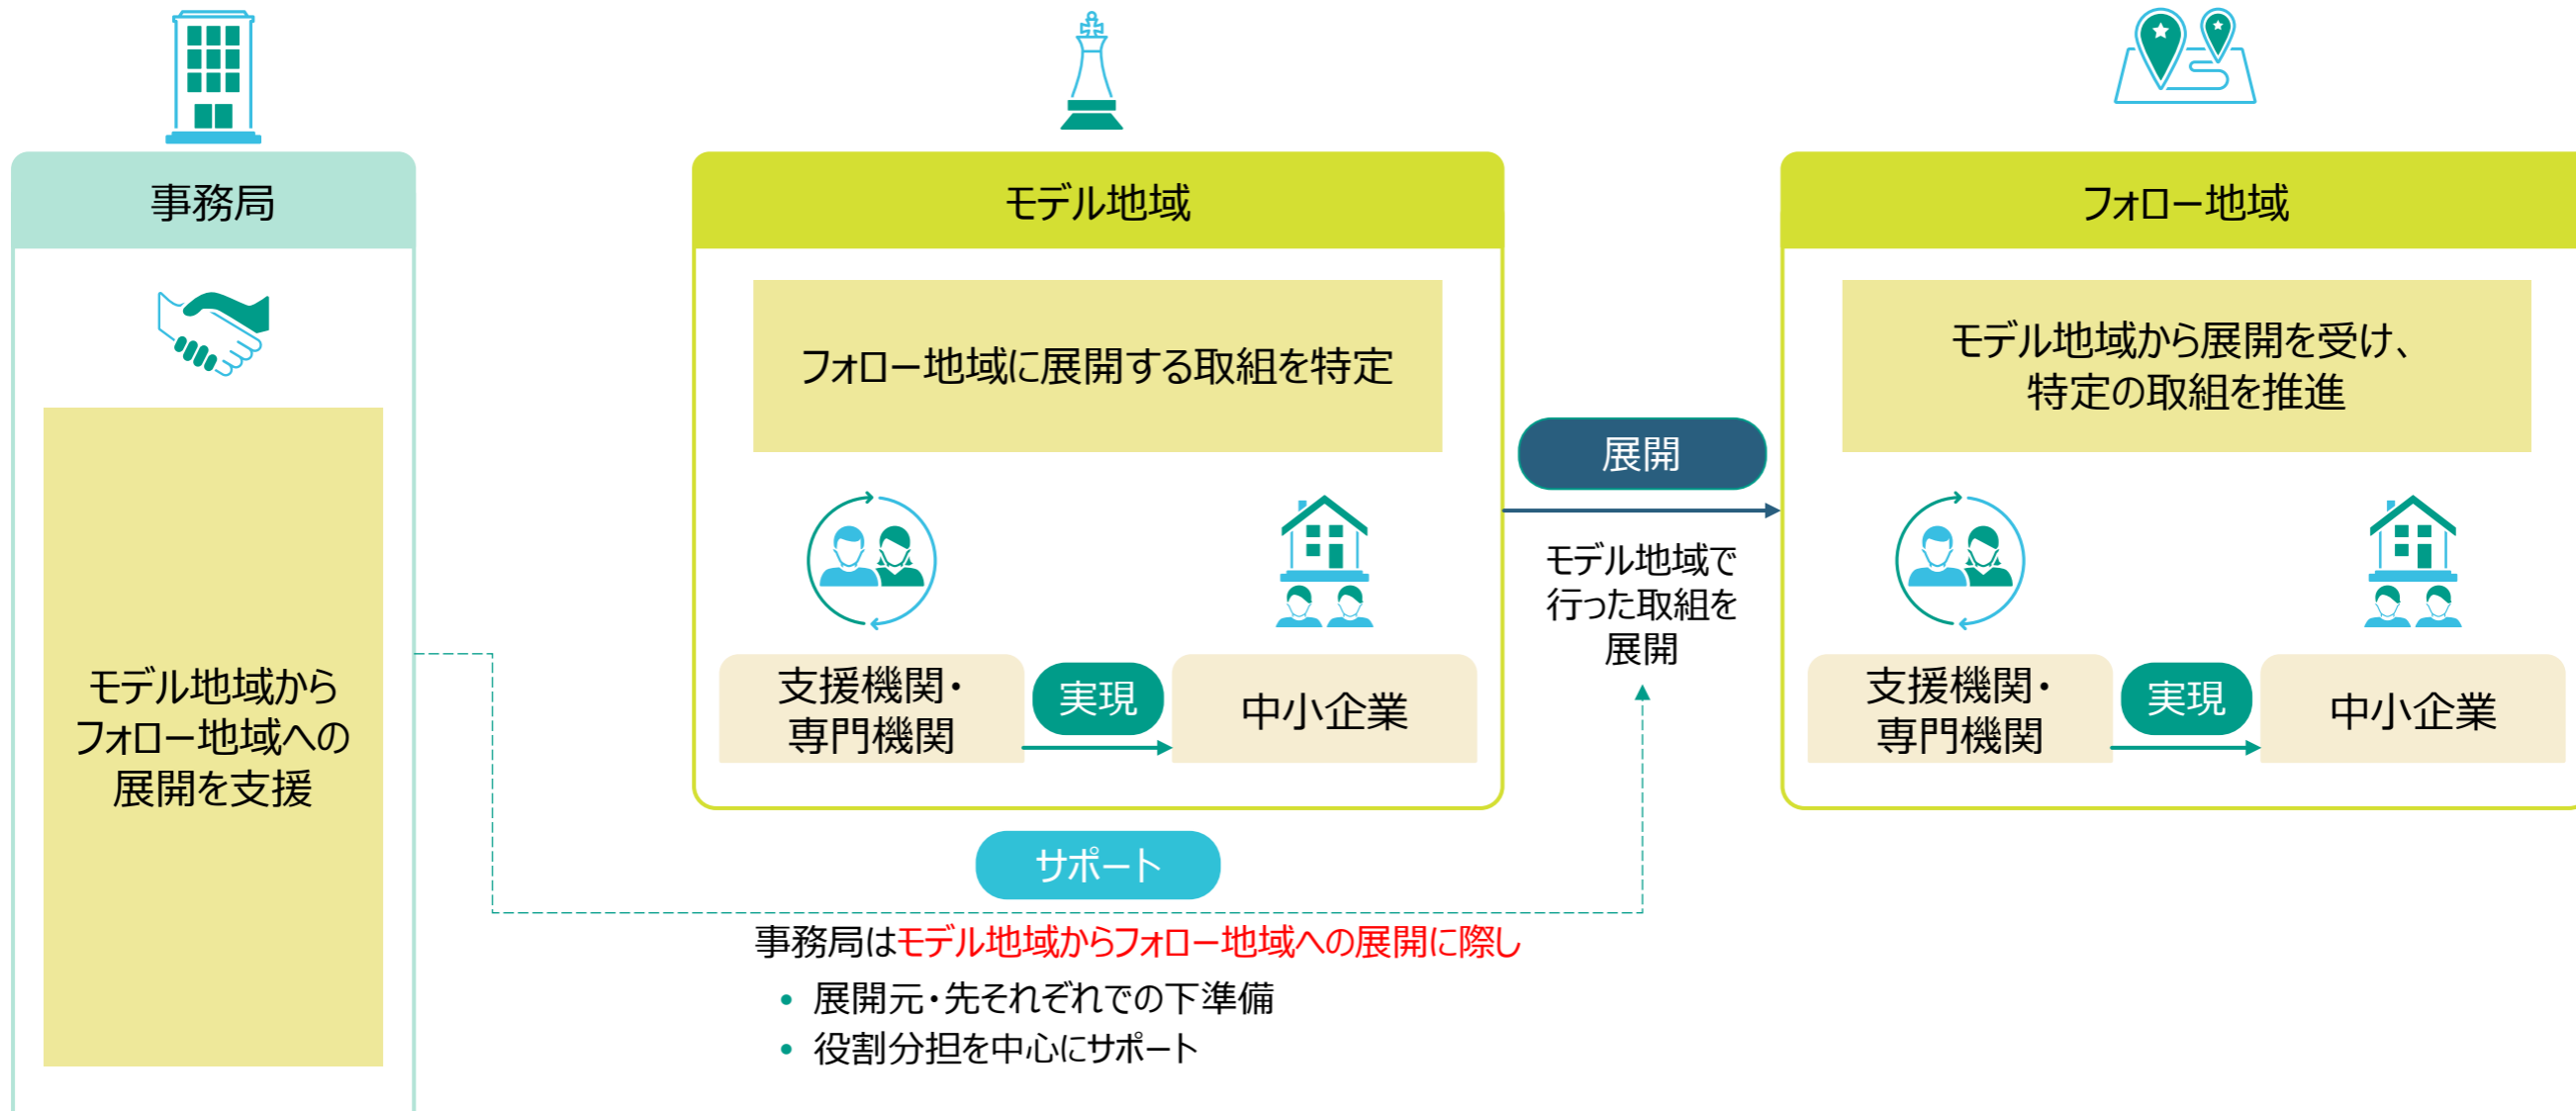 事務局
モデル地域から
フォロー地域への
展開を支援
モデル地域
フォロー地域に展開する取組を特定
支援機関・
専門機関
実現
中小企業
展開
モデル地域で
行った取組を
展開
フォロー地域
モデル地域から展開を受け、
特定の取組を推進
支援機関・
専門機関
実現
中小企業
サポート
事務局はモデル地域からフォロー地域への展開に際し
• 展開元・先それぞれでの下準備
• 役割分担を中心にサポート